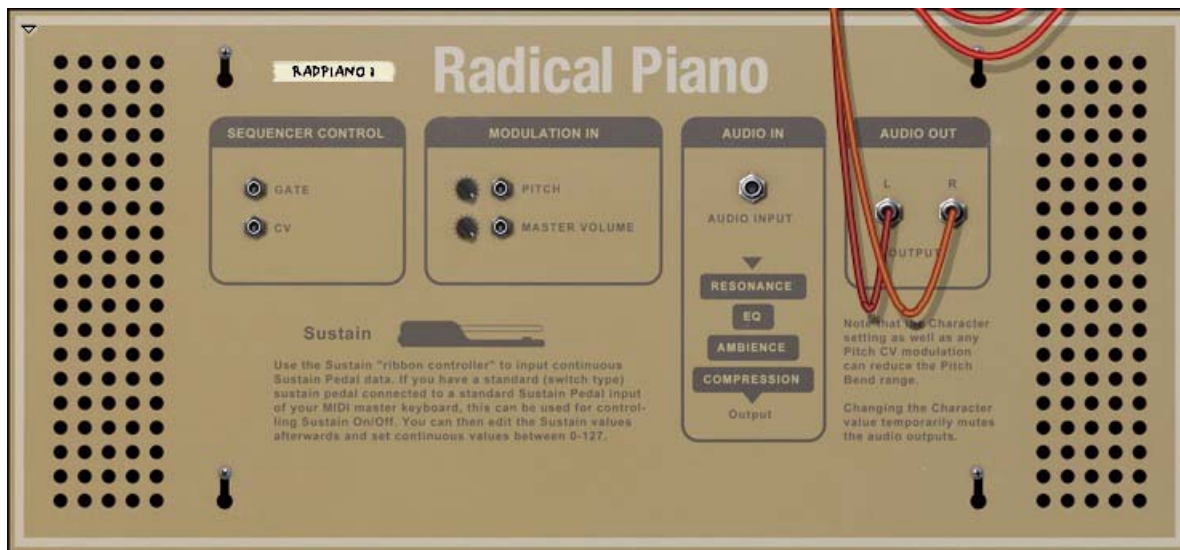 RADPIANO 1
Radical Piano
SEQUENCER CONTROL
GATE
CV
MODULATION IN
PITCH
MASTER VOLUME
AUDIO IN
AUDIO INPUT
RESONANCE
EQ
AMBIENCE
COMPRESSION
Output
AUDIO OUT
L R
OUTPUT
Note that the Character
setting as well as any
Pitch CV modulation
can reduce the Pitch
Bend range.
Changing the Character
value temporarily mutes
the audio outputs.
Sustain
Use the Sustain "ribbon controller" to input continuous
Sustain Pedal data. If you have a standard (switch type)
sustain pedal connected to a standard Sustain Pedal input
of your MIDI master keyboard, this can be used for control-
ling Sustain On/Off. You can then edit the Sustain values
afterwards and set continuous values between 0-127.